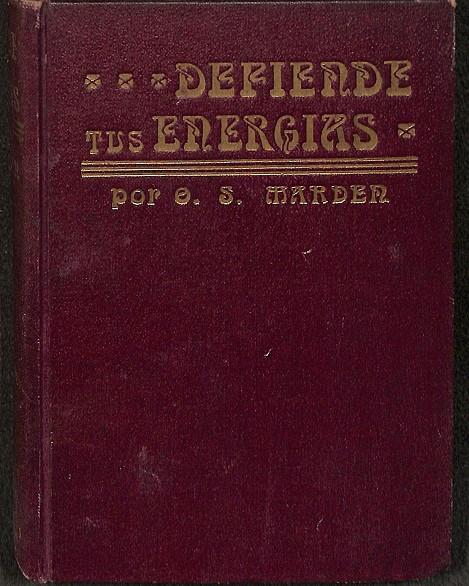 DEFIENDE
TUS ENERGIAS
por O. S. MARDEN